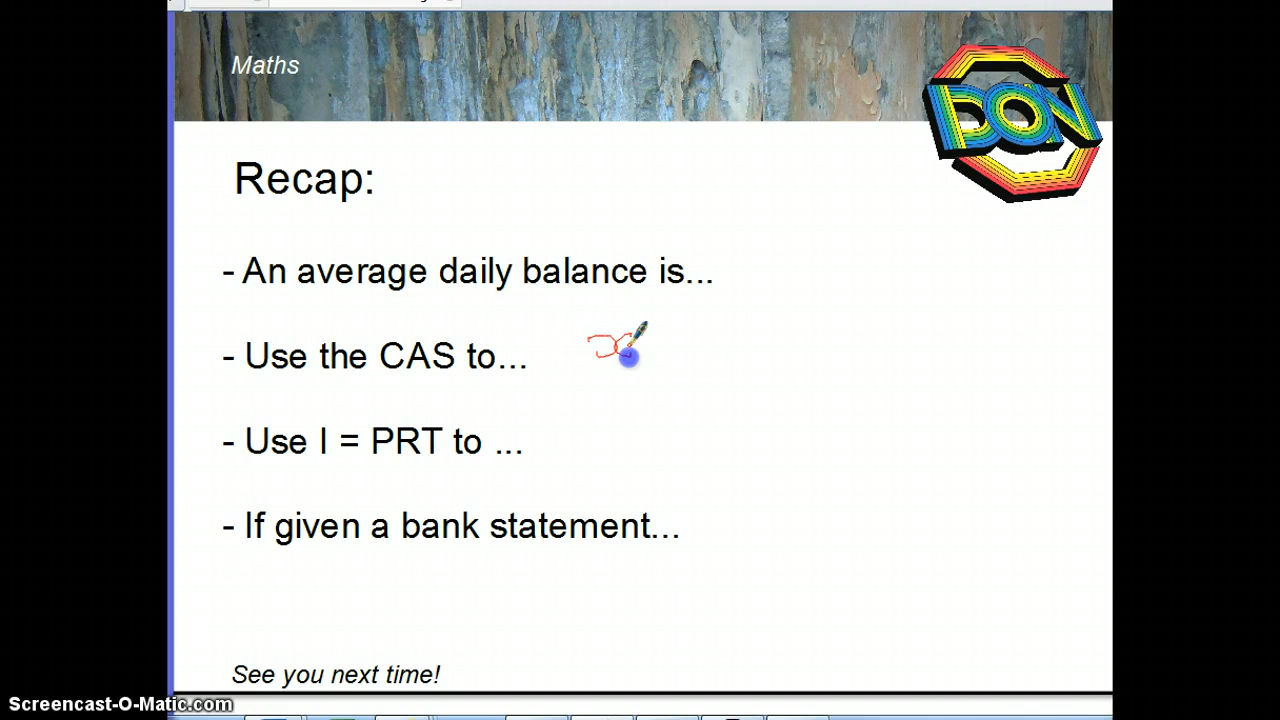 Maths
DON
Recap:
- An average daily balance is...
- Use the CAS to...
x
- Use I = PRT to ...
- If given a bank statement...
See you next time!
Screencast-O-Matic.com